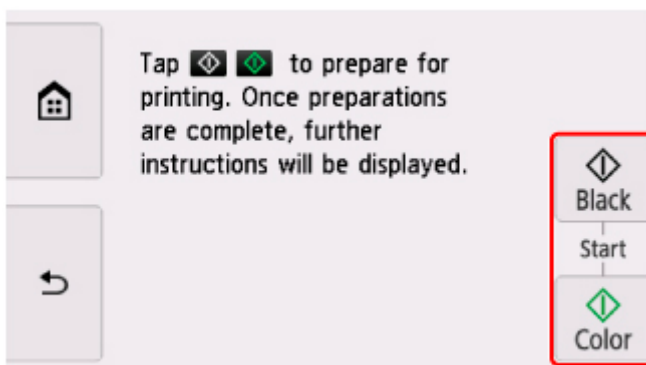 Tap to prepare for
printing. Once preparations
are complete, further
instructions will be displayed.
Black
Start
Color